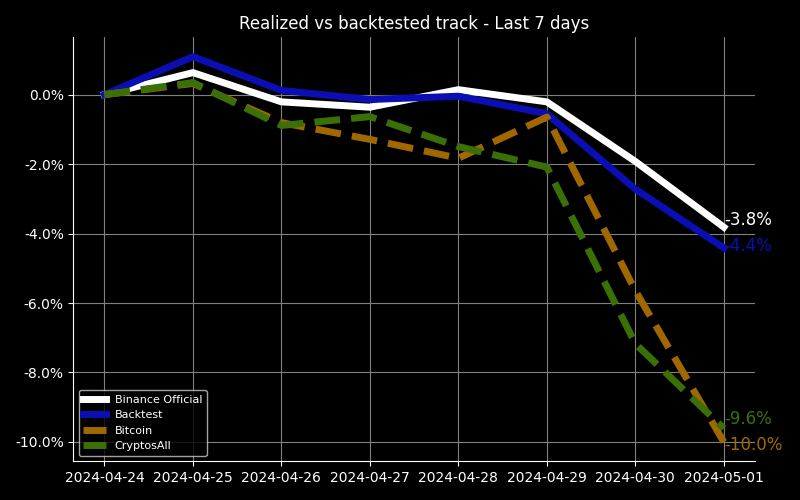 Realized vs backtested track - Last 7 days
0.0%
-2.0%
-4.0%
-6.0%
-8.0%
-10.0%
-3.8%
-4.4%
-9.6%
-10.0%
Binance Official
Backtest
Bitcoin
CryptosAll
2024-04-24 2024-04-25 2024-04-26 2024-04-27 2024-04-28 2024-04-29 2024-04-30 2024-05-01